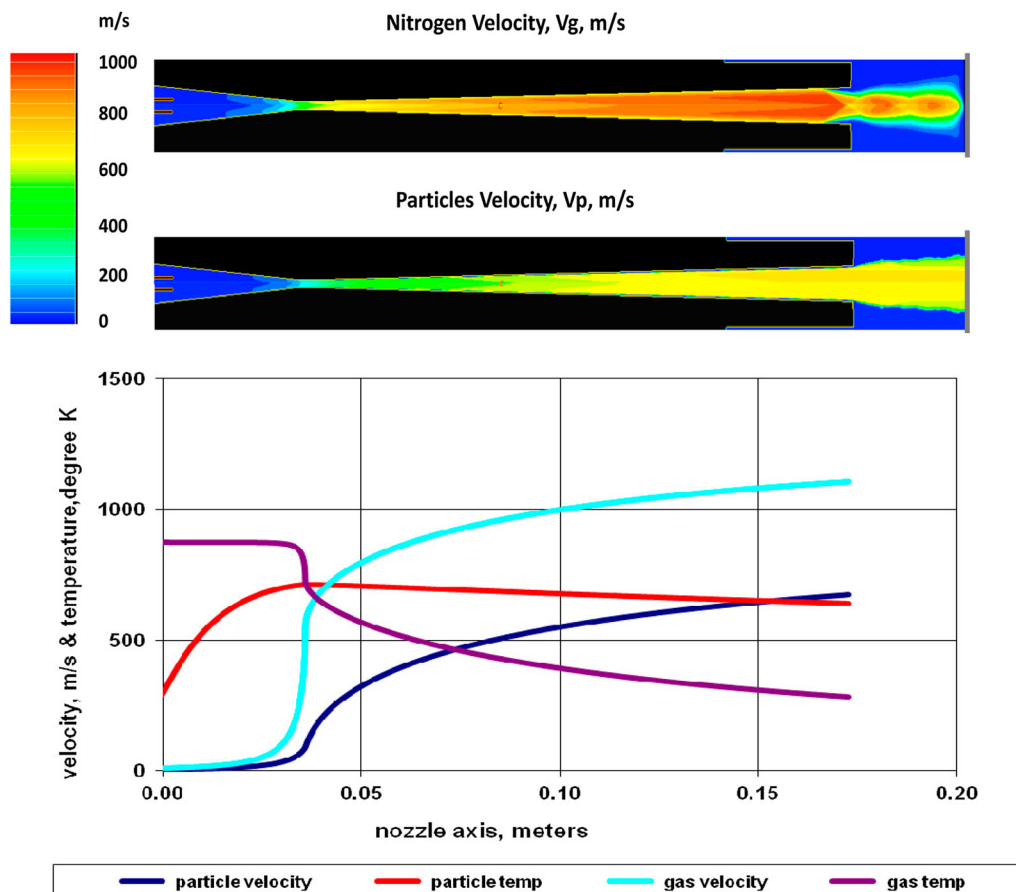 m/s
Nitrogen Velocity, Vg, m/s
1000
800
600
400
200
0
Particles Velocity, Vp, m/s
velocity, m/s & temperature,degree K
1500
1000
500
0
0.00 0.05 0.10 0.15 0.20
nozzle axis, meters
particle velocity particle temp gas velocity gas temp